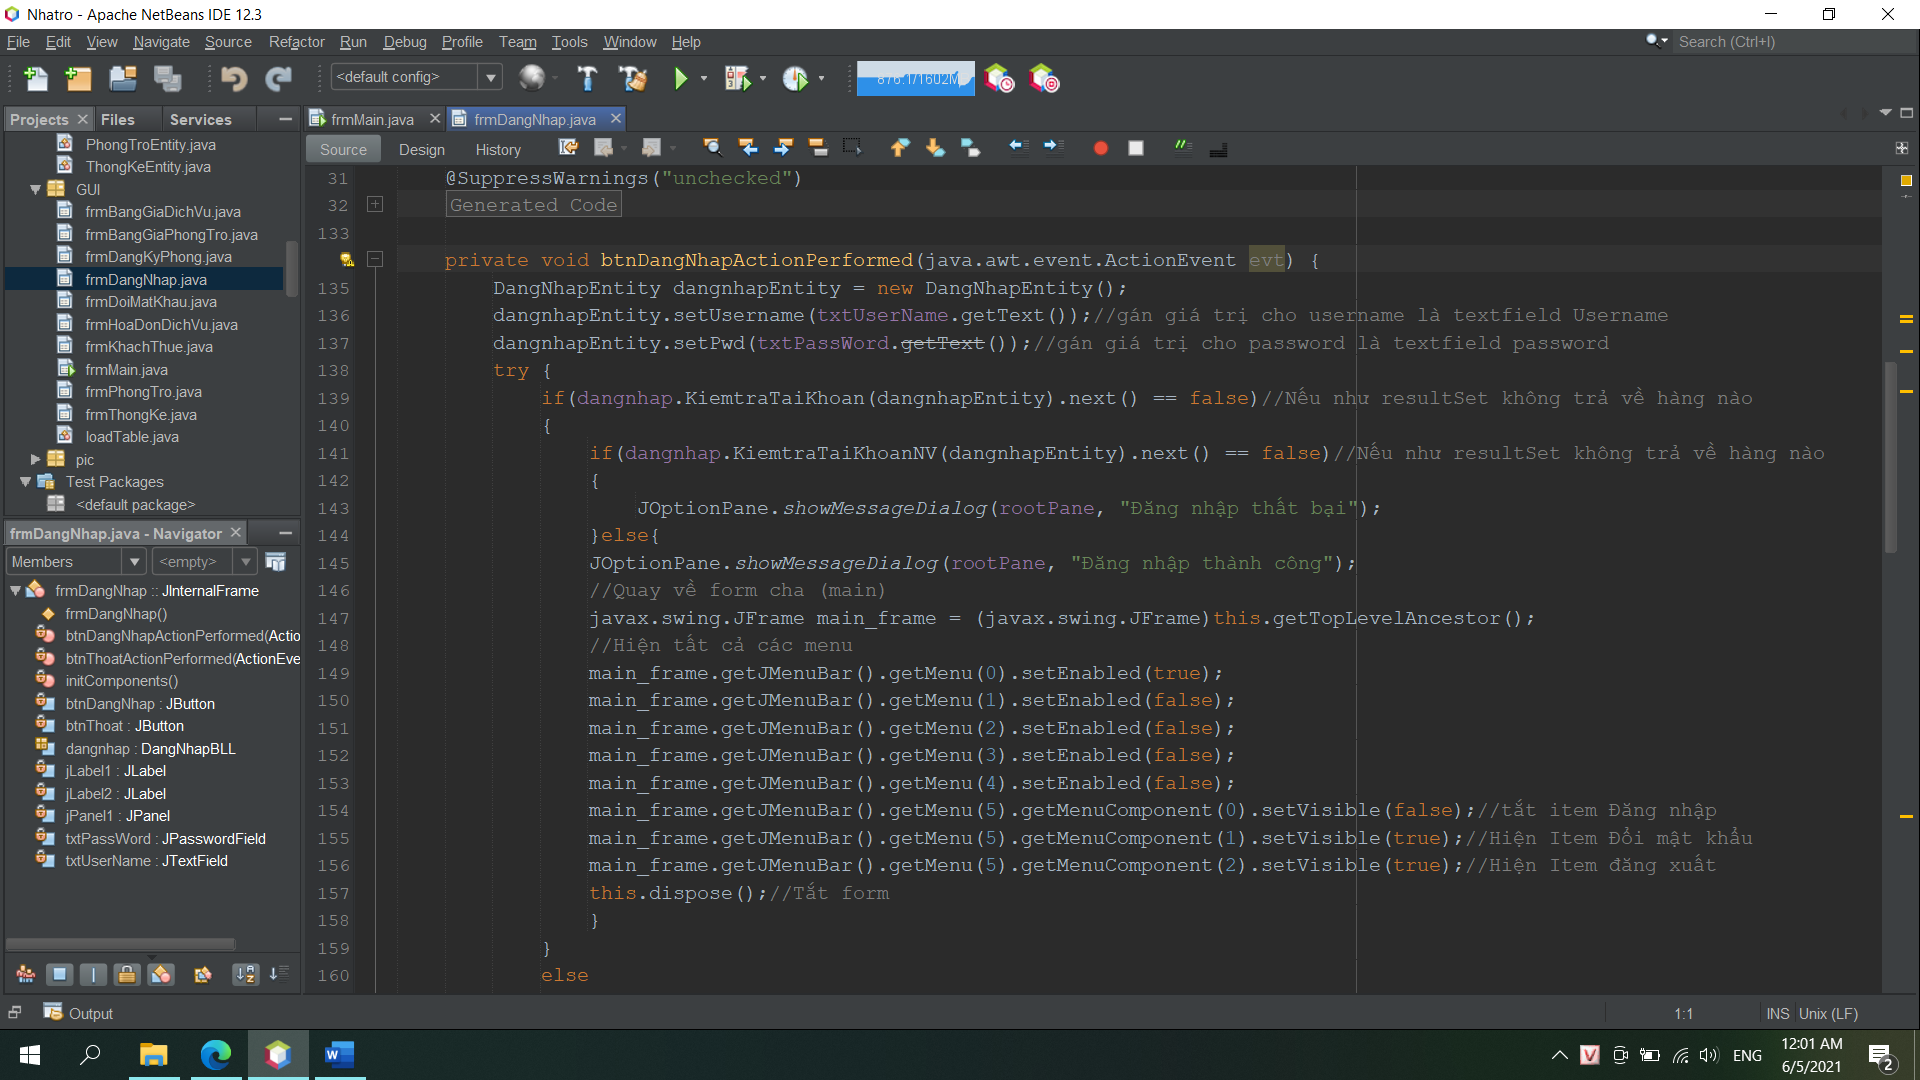 Nhatro - Apache NetBeans IDE 12.3
File Edit View Navigate Source Refactor Run Debug Profile Team Tools Window Help
Search (Ctrl+I)
<default config>
Projects Files Services
frmMain.java frmDangNhap.java
Source Design History
PhongTroEntity.java
ThongKeEntity.java
GUI
frmBangGiaDichVu.java
frmBangGiaPhongTro.java
frmDangKyPhong.java
frmDangNhap.java
frmDoiMatKhau.java
frmHoaDonDichVu.java
frmKhachThue.java
frmMain.java
frmPhongTro.java
frmThongKe.java
loadTable.java
pic
Test Packages
<default package>
frmDangNhap.java - Navigator
Members <empty>
frmDangNhap :: JInternalFrame
frmDangNhap()
btnDangNhapActionPerformed(Actio
btnThoatActionPerformed(ActionEve
initComponents()
btnDangNhap : JButton
btnThoat : JButton
dangnhap : DangNhapBLL
jLabel1 : JLabel
jLabel2 : JLabel
jPanel1 : JPanel
txtPassWord : JPasswordField
txtUserName : JTextField
31 @SuppressWarnings("unchecked")
32 Generated Code
133
private void btnDangNhapActionPerformed(java.awt.event.ActionEvent evt) {
135 DangNhapEntity dangnhapEntity = new DangNhapEntity();
136 dangnhapEntity.setUsername(txtUserName.getText());//gán giá trị cho username là textfield Username
137 dangnhapEntity.setPwd(txtPassWord.getText());//gán giá trị cho password là textfield password
138 try {
139 if(dangnhap.KiemtraTaiKhoan(dangnhapEntity).next() == false)//Nếu như resultSet không trả về hàng nào
140 {
141 if(dangnhap.KiemtraTaiKhoanNV(dangnhapEntity).next() == false)//Nếu như resultSet không trả về hàng nào
142 {
143 JOptionPane.showMessageDialog(rootPane, "Đăng nhập thất bại");
144 }else{
145 JOptionPane.showMessageDialog(rootPane, "Đăng nhập thành công");
146 //Quay về form cha (main)
147 javax.swing.JFrame main_frame = (javax.swing.JFrame)this.getTopLevelAncestor();
148 //Hiện tất cả các menu
149 main_frame.getJMenuBar().getMenu(0).setEnabled(true);
150 main_frame.getJMenuBar().getMenu(1).setEnabled(false);
151 main_frame.getJMenuBar().getMenu(2).setEnabled(false);
152 main_frame.getJMenuBar().getMenu(3).setEnabled(false);
153 main_frame.getJMenuBar().getMenu(4).setEnabled(false);
154 main_frame.getJMenuBar().getMenu(5).getMenuComponent(0).setVisible(false);//tắt item Đăng nhập
155 main_frame.getJMenuBar().getMenu(5).getMenuComponent(1).setVisible(true);//Hiện Item Đổi mật khẩu
156 main_frame.getJMenuBar().getMenu(5).getMenuComponent(2).setVisible(true);//Hiện Item đăng xuất
157 this.dispose();//Tắt form
158 }
159 }
160 else
Output
1:1 INS Unix (LF)
ENG
12:01 AM
6/5/2021
2